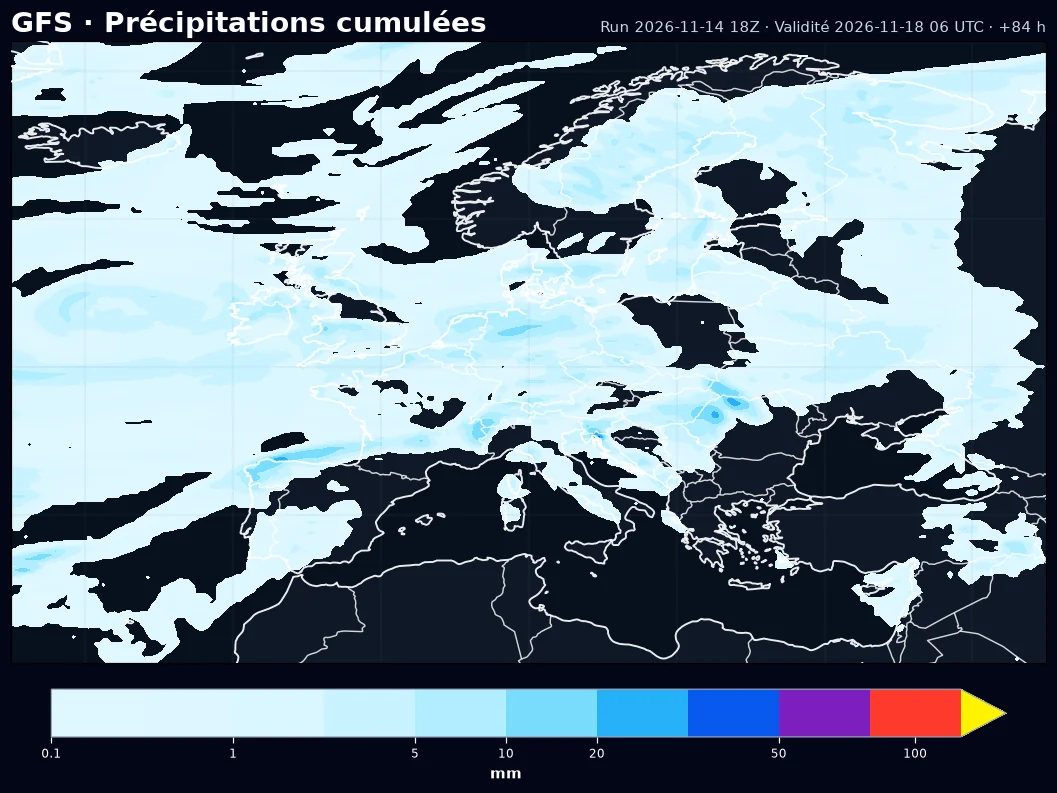 GFS · Précipitations cumulées
Run 2026-11-14 18Z · Validité 2026-11-18 06 UTC · +84 h
0.1 1 5 10 20 50 100
mm